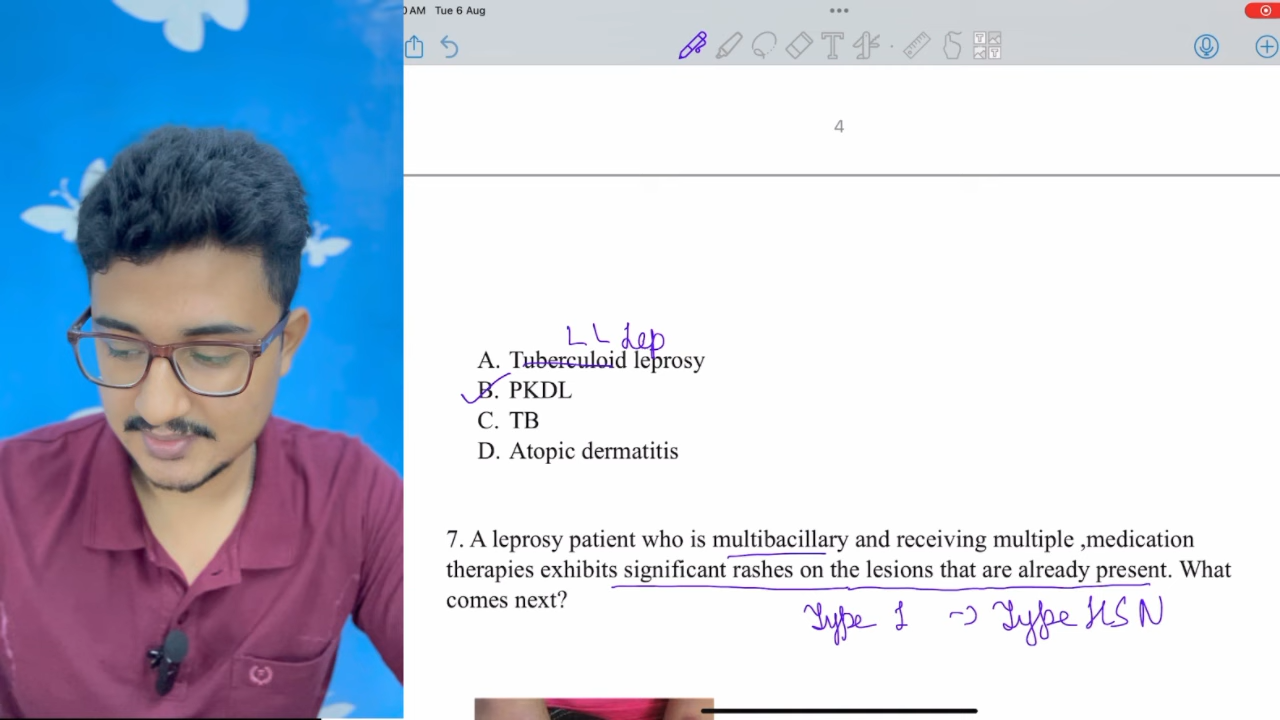 AM Tue 6 Aug
4
LL Lep
A. Tuberculoid leprosy
B. PKDL
C. TB
D. Atopic dermatitis
7. A leprosy patient who is multibacillary and receiving multiple ,medication
therapies exhibits significant rashes on the lesions that are already present. What
comes next?
Type 1 → Type HSN